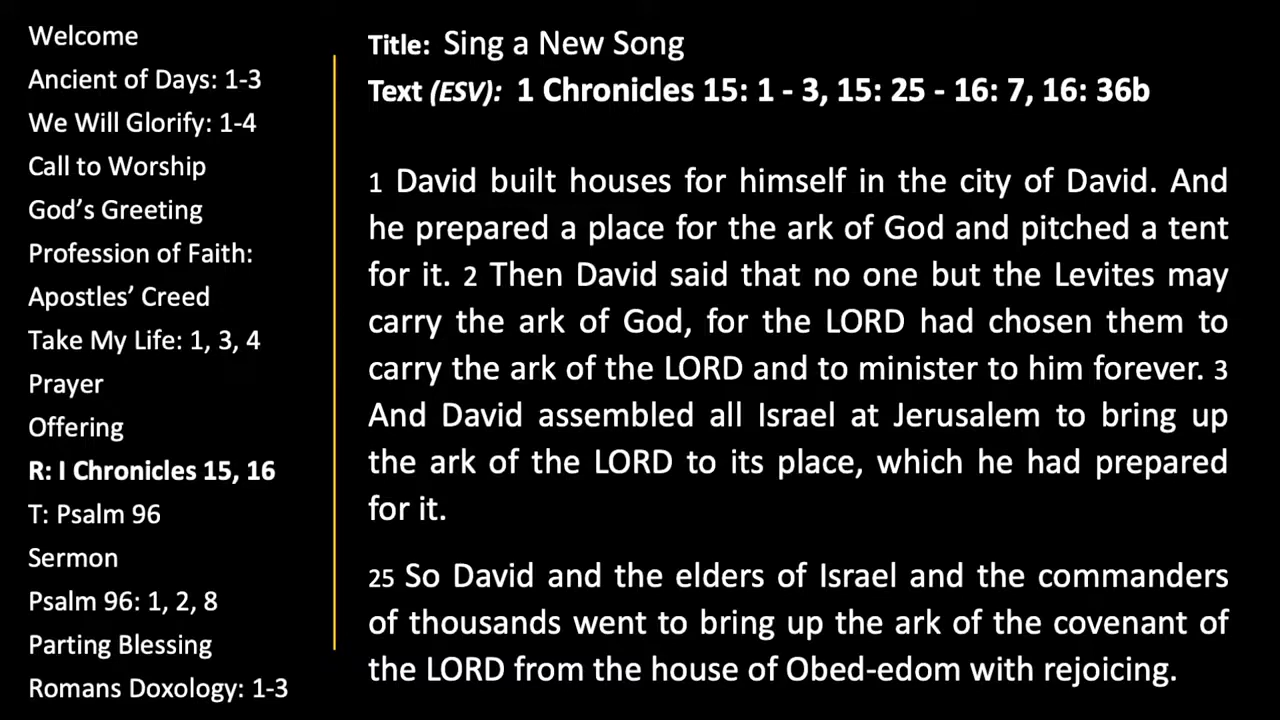 Welcome
Ancient of Days: 1-3
We Will Glorify: 1-4
Call to Worship
God’s Greeting
Profession of Faith:
Apostles’ Creed
Take My Life: 1, 3, 4
Prayer
Offering
R: I Chronicles 15, 16
T: Psalm 96
Sermon
Psalm 96: 1, 2, 8
Parting Blessing
Romans Doxology: 1-3
Title: Sing a New Song
Text (ESV): 1 Chronicles 15: 1 - 3, 15: 25 - 16: 7, 16: 36b
1 David built houses for himself in the city of David. And
he prepared a place for the ark of God and pitched a tent
for it. 2 Then David said that no one but the Levites may
carry the ark of God, for the LORD had chosen them to
carry the ark of the LORD and to minister to him forever. 3
And David assembled all Israel at Jerusalem to bring up
the ark of the LORD to its place, which he had prepared
for it.
25 So David and the elders of Israel and the commanders
of thousands went to bring up the ark of the covenant of
the LORD from the house of Obed-edom with rejoicing.